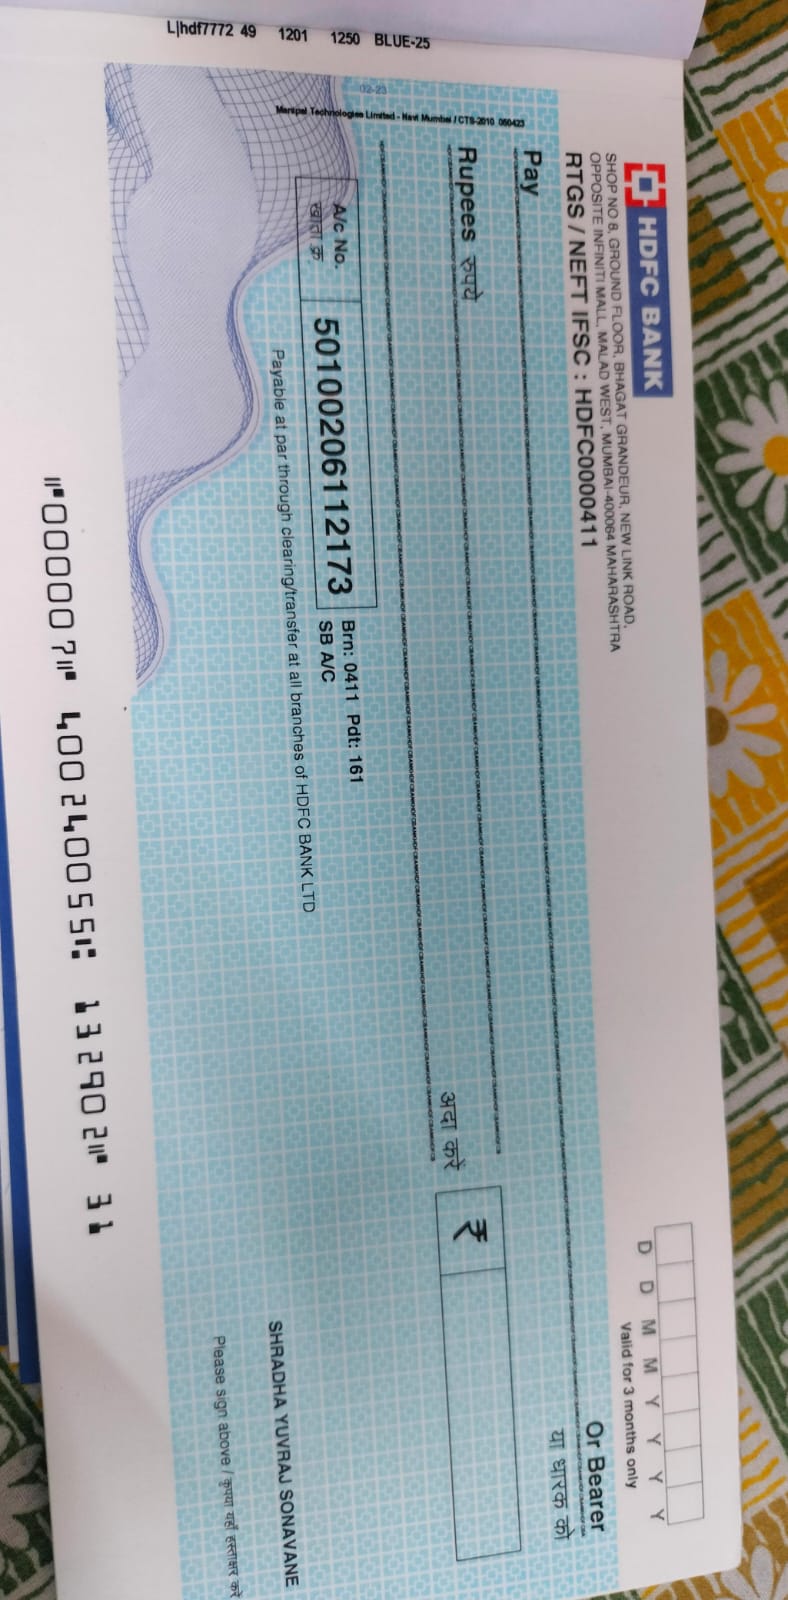 L|hdf7772 49 1201 1250 BLUE-25
02-23
Manipal Technologies Limited - Navi Mumbai / CTS-2010 050423
HDFC BANK
SHOP NO 8, GROUND FLOOR, BHAGAT GRANDEUR, NEW LINK ROAD,
OPPOSITE INFINITI MALL, MALAD WEST, MUMBAI-400064 MAHARASHTRA
RTGS / NEFT IFSC : HDFC0000411
D D M M Y Y Y Y
Valid for 3 months only
Pay
Or Bearer
या धारक को
Rupees रुपये
अदा करें
₹
A/c No.
खाता क्र.
50100206112173
Brn: 0411 Pdt: 161
SB A/C
Payable at par through clearing/transfer at all branches of HDFC BANK LTD
SHRADHA YUVRAJ SONAVANE
Please sign above / कृपया यहाँ हस्ताक्षर करें
⑈000007⑈ 400240055⑆ 132902⑈ 31